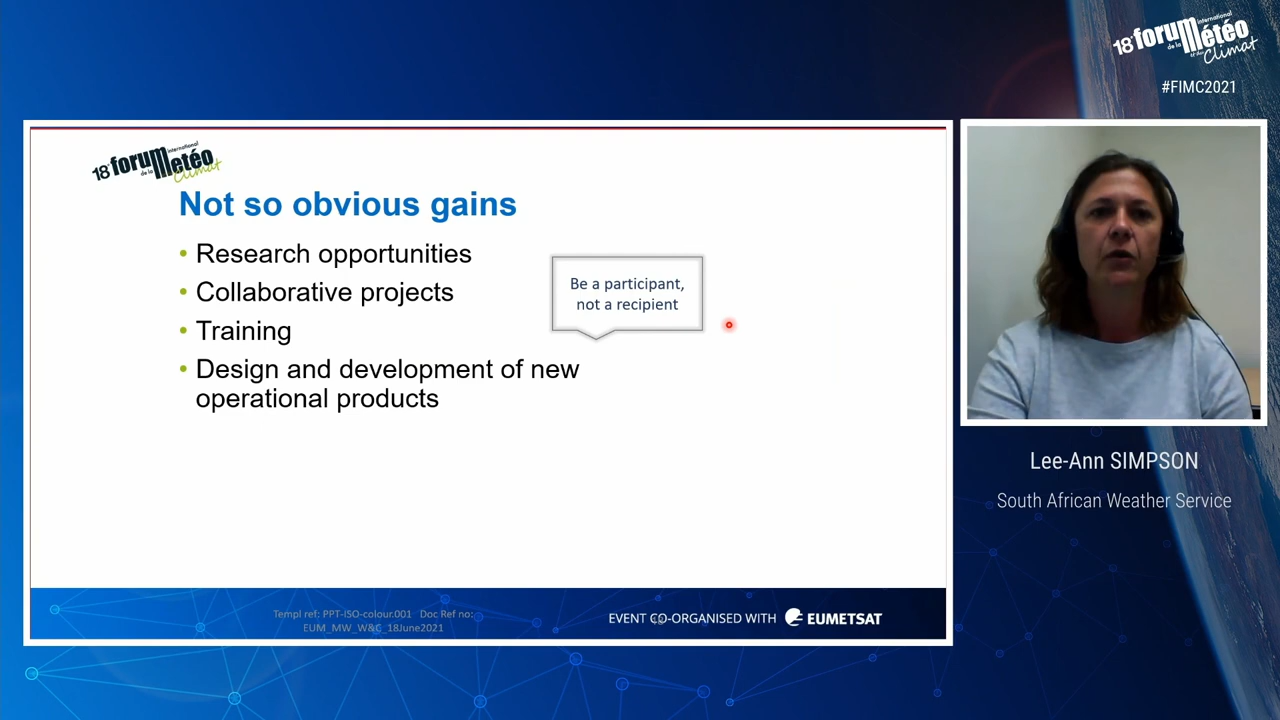 18e forum international de la météo et du Climat
#FIMC2021
18e forum international de la météo Climat
Not so obvious gains
• Research opportunities
• Collaborative projects
• Training
• Design and development of new
operational products
Be a participant,
not a recipient
Templ ref: PPT-ISO-colour.001 Doc Ref no:
EUM_MW_W&C_18June2021
EVENT CO-ORGANISED WITH EUMETSAT
Lee-Ann SIMPSON
South African Weather Service